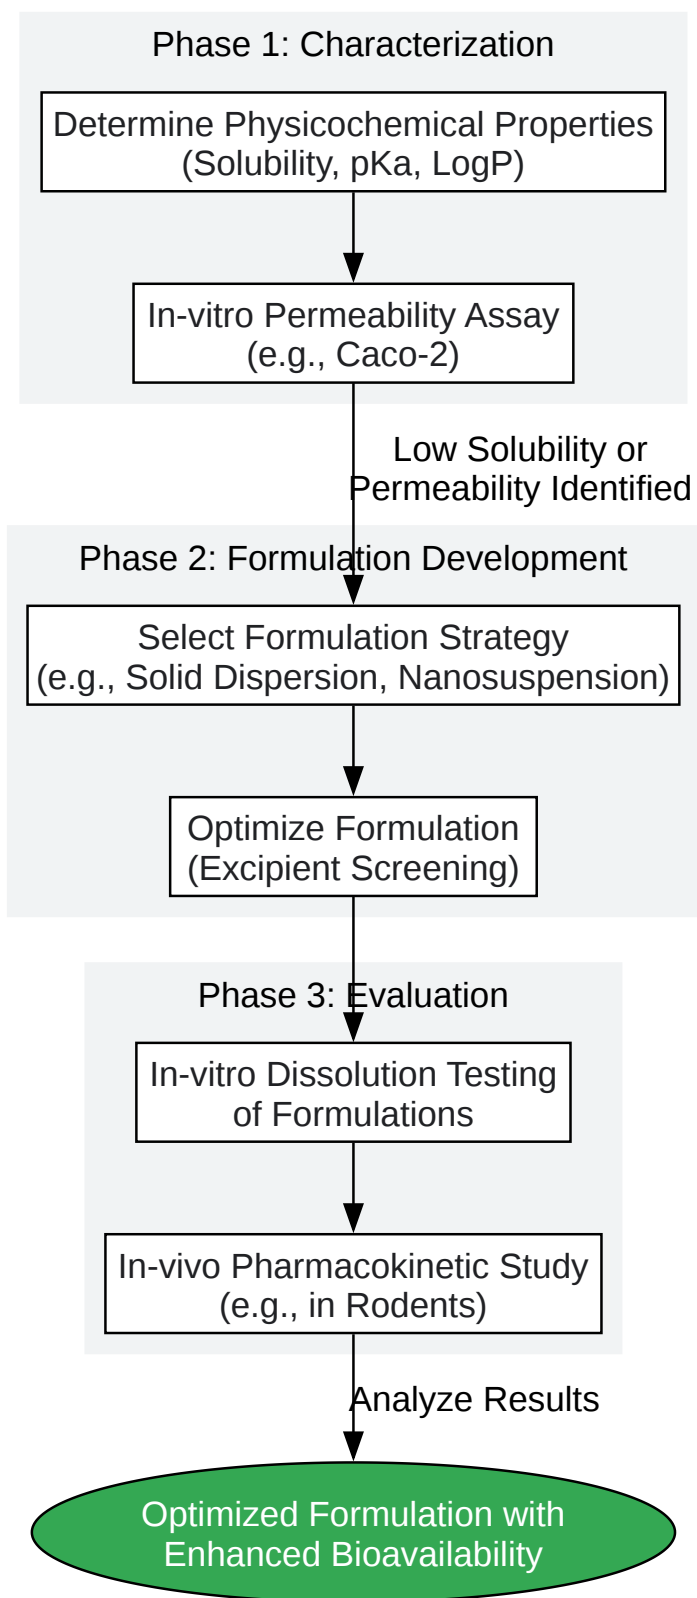 Phase 1: Characterization
Determine Physicochemical Properties
(Solubility, pKa, LogP)
In-vitro Permeability Assay
(e.g., Caco-2)
Low Solubility or
Permeability Identified
Phase 2: Formulation Development
Select Formulation Strategy
(e.g., Solid Dispersion, Nanosuspension)
Optimize Formulation
(Excipient Screening)
Phase 3: Evaluation
In-vitro Dissolution Testing
of Formulations
In-vivo Pharmacokinetic Study
(e.g., in Rodents)
Analyze Results
Optimized Formulation with
Enhanced Bioavailability